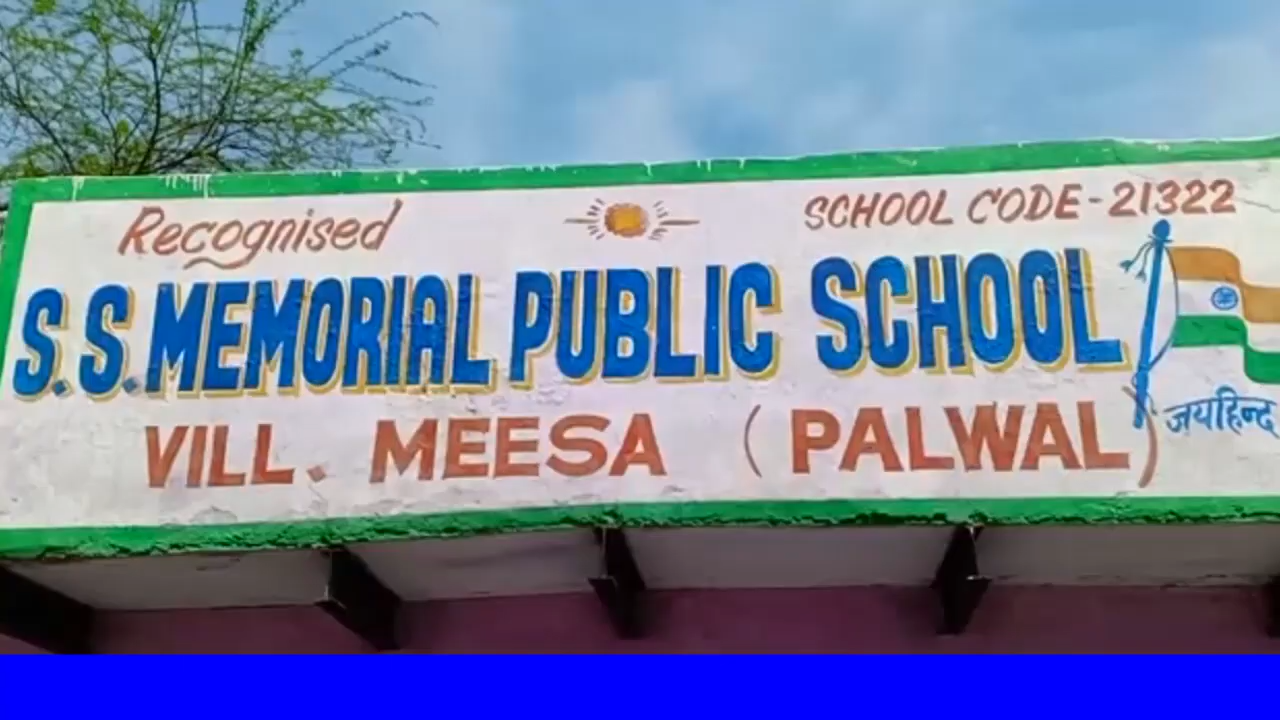 Recognised SCHOOL CODE-21322
S.S. MEMORIAL PUBLIC SCHOOL
VILL. MEESA (PALWAL)
जयहिन्द